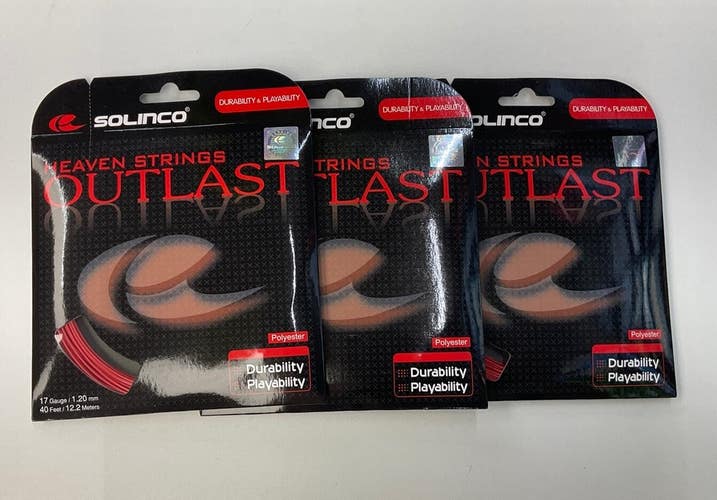 SOLINCO
DURABILITY & PLAYABILITY
HEAVEN STRINGS
OUTLAST
Polyester
Durability
Playability
17 Gauge / 1.20 mm
40 Feet / 12.2 Meters
INCO
DURABILITY & PLAYABILITY
STRINGS
TLAST
Polyester
Durability
Playability
SOLINCO
DURABILITY & PLAYABILITY
N STRINGS
UTLAST
Polyester
Durability
Playability